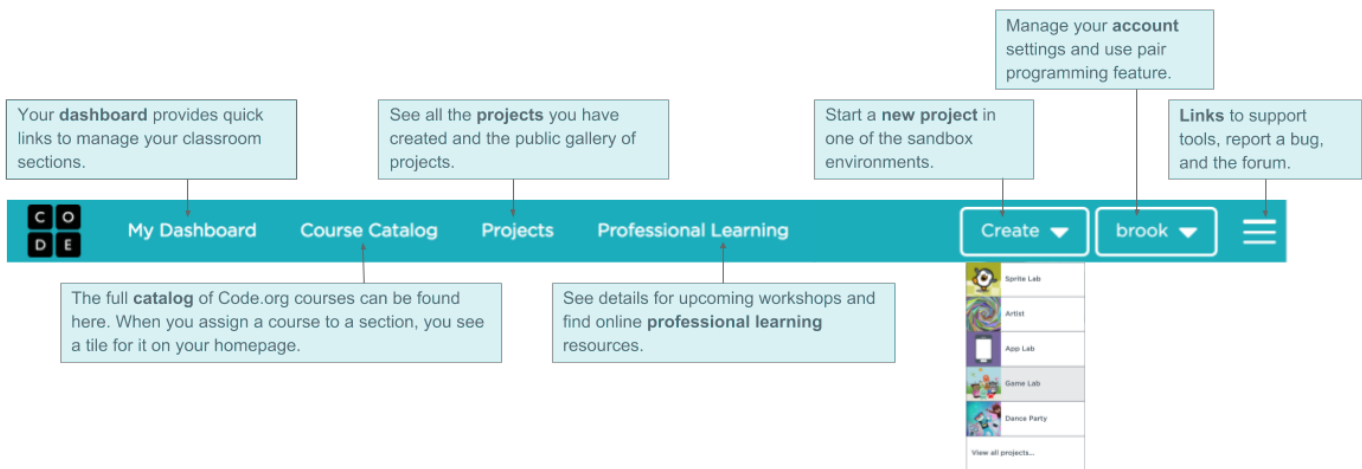 Manage your account
settings and use pair
programming feature.
Your dashboard provides quick
links to manage your classroom
sections.
See all the projects you have
created and the public gallery of
projects.
Start a new project in
one of the sandbox
environments.
Links to support
tools, report a bug,
and the forum.
C O
D E
My Dashboard
Course Catalog
Projects
Professional Learning
Create
brook
The full catalog of Code.org courses can be found
here. When you assign a course to a section, you see
a tile for it on your homepage.
See details for upcoming workshops and
find online professional learning
resources.
Sprite Lab
Artist
App Lab
Game Lab
Dance Party
View all projects...